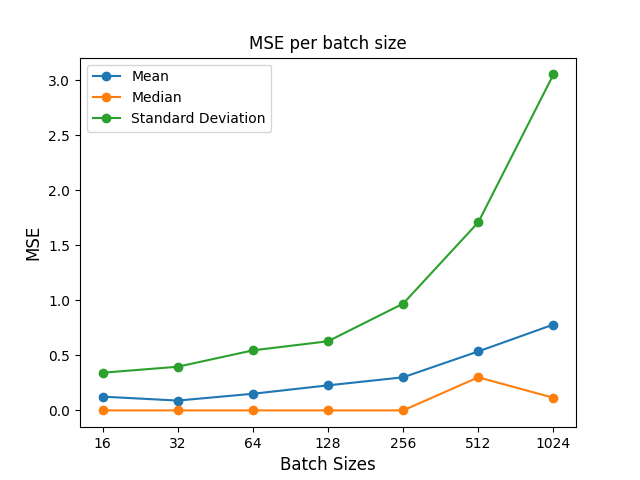 MSE per batch size
Mean
Median
Standard Deviation
MSE
3.0
2.5
2.0
1.5
1.0
0.5
0.0
16 32 64 128 256 512 1024
Batch Sizes